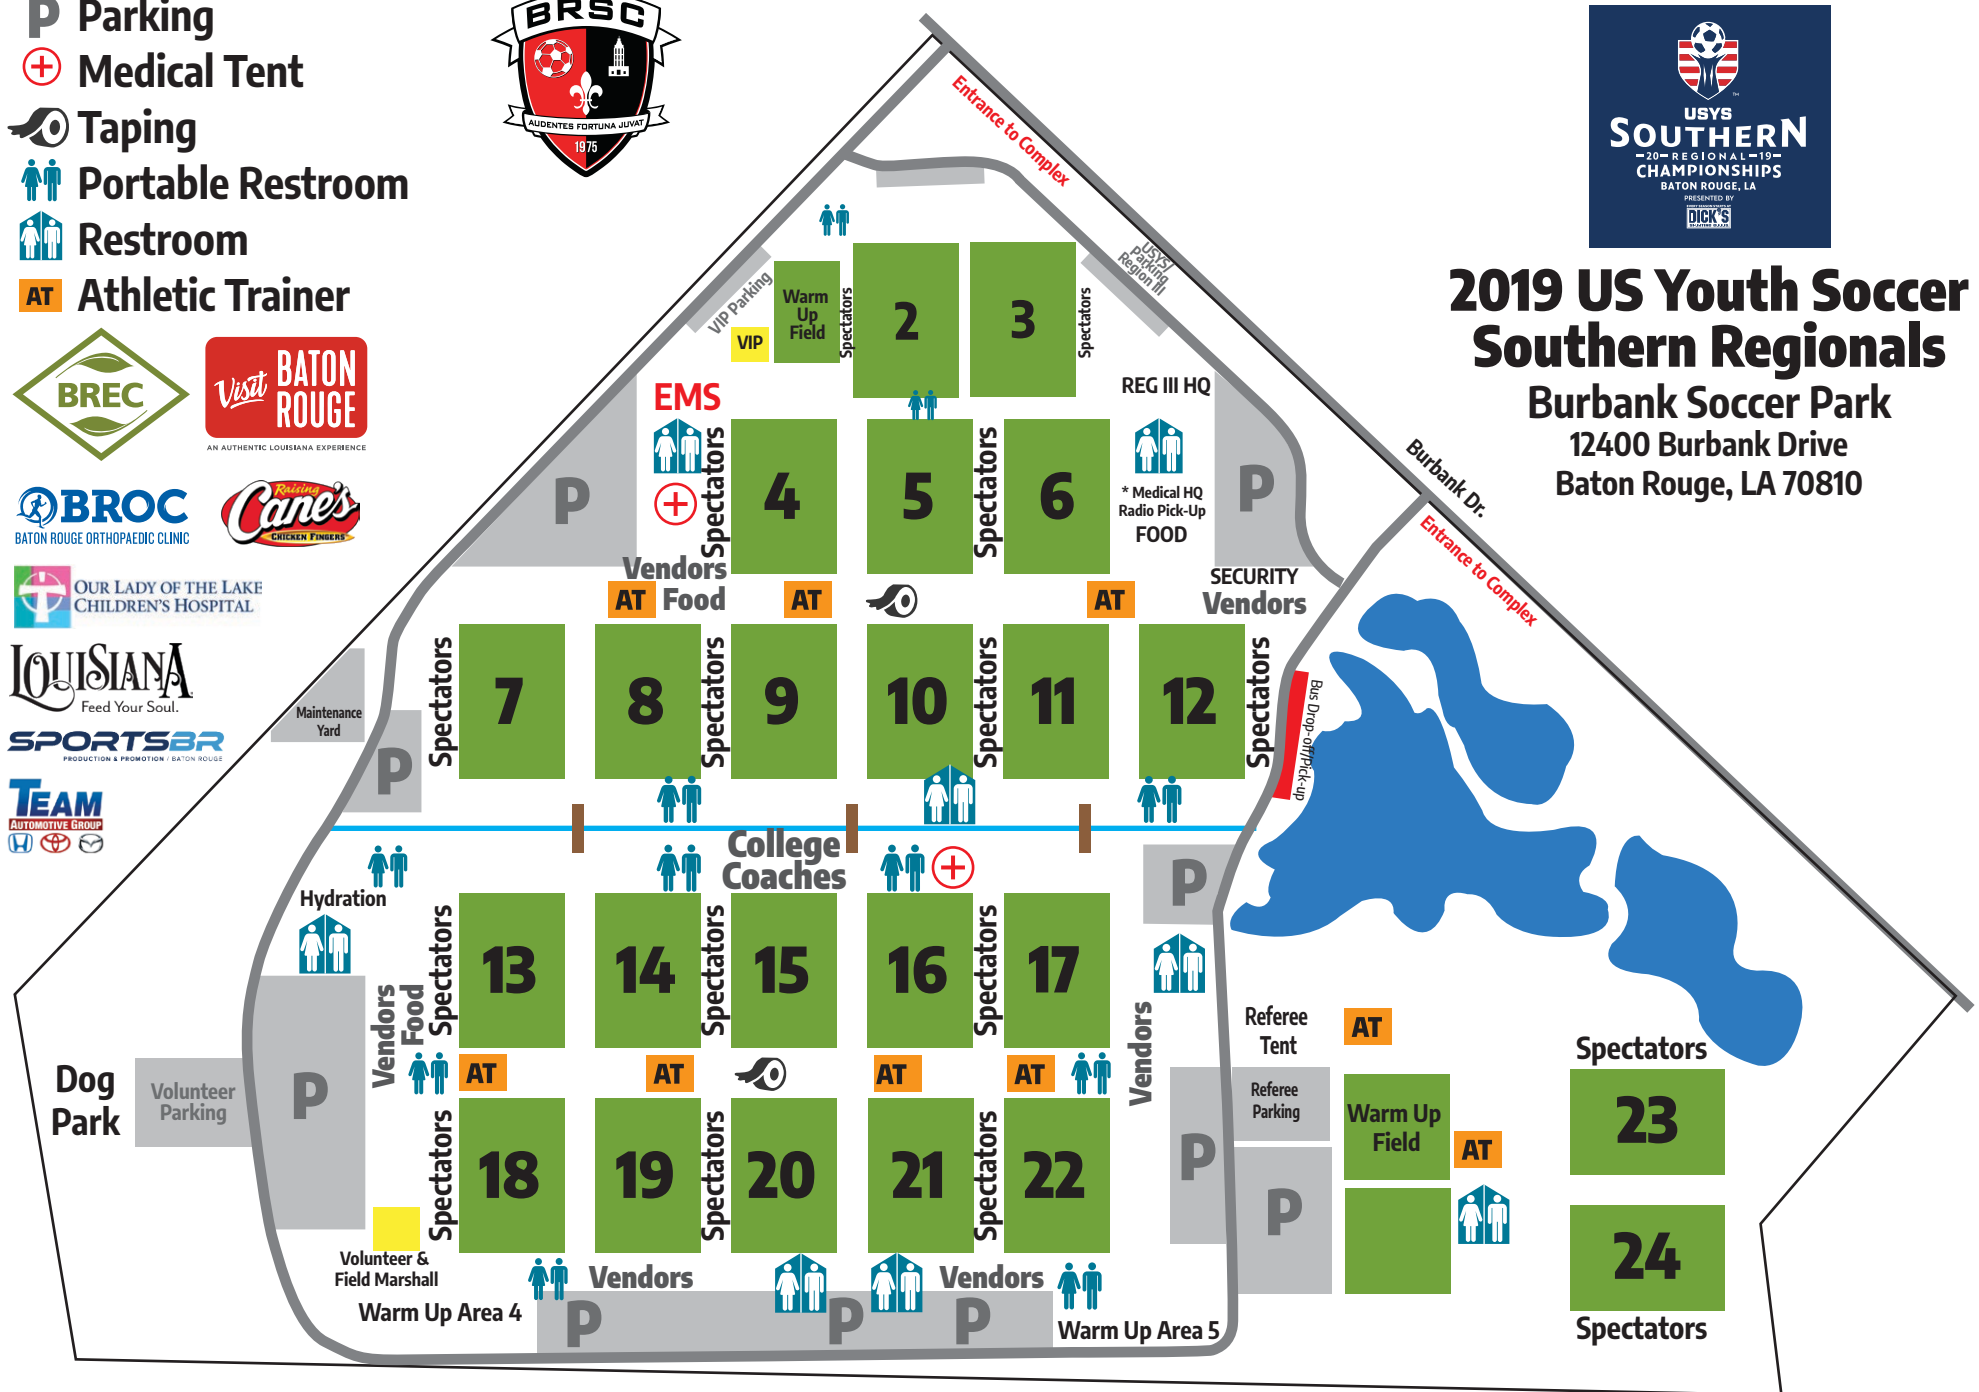 P Parking
Medical Tent
Taping
Portable Restroom
Restroom
AT Athletic Trainer
BREC
Visit BATON ROUGE
AN AUTHENTIC LOUISIANA EXPERIENCE
BROC
BATON ROUGE ORTHOPAEDIC CLINIC
Raising Cane's
CHICKEN FINGERS
OUR LADY OF THE LAKE
CHILDREN'S HOSPITAL
LOUISIANA
Feed Your Soul.
SPORTSBR
PRODUCTION & PROMOTION / BATON ROUGE
TEAM
AUTOMOTIVE GROUP
BRSC
AUDENTES FORTUNA JUVAT
1975
USYS
SOUTHERN
20 REGIONAL 19
CHAMPIONSHIPS
BATON ROUGE, LA
PRESENTED BY
DICK'S
2019 US Youth Soccer
Southern Regionals
Burbank Soccer Park
12400 Burbank Drive
Baton Rouge, LA 70810
Entrance to Complex
Burbank Dr.
Entrance to Complex
USYS/
Parking
Region III
VIP Parking
VIP
Warm
Up
Field
Spectators
2
3
Spectators
EMS
REG III HQ
P
Spectators
4
5
Spectators
6
* Medical HQ
Radio Pick-Up
FOOD
P
Vendors
Food
AT
AT
AT
SECURITY
Vendors
Maintenance
Yard
P
Spectators
7
8
Spectators
9
10
Spectators
11
12
Spectators
Bus Drop-off/Pick-up
College
Coaches
Hydration
P
Spectators
13
14
Spectators
15
16
Spectators
17
Vendors
Food
Vendors
AT
AT
AT
AT
Dog
Park
Volunteer
Parking
P
Spectators
18
19
Spectators
20
21
Spectators
22
P
Referee
Tent
AT
Referee
Parking
P
Warm Up
Field
AT
Spectators
23
24
Spectators
Volunteer &
Field Marshall
Vendors
Vendors
Warm Up Area 4
P
P
P
Warm Up Area 5